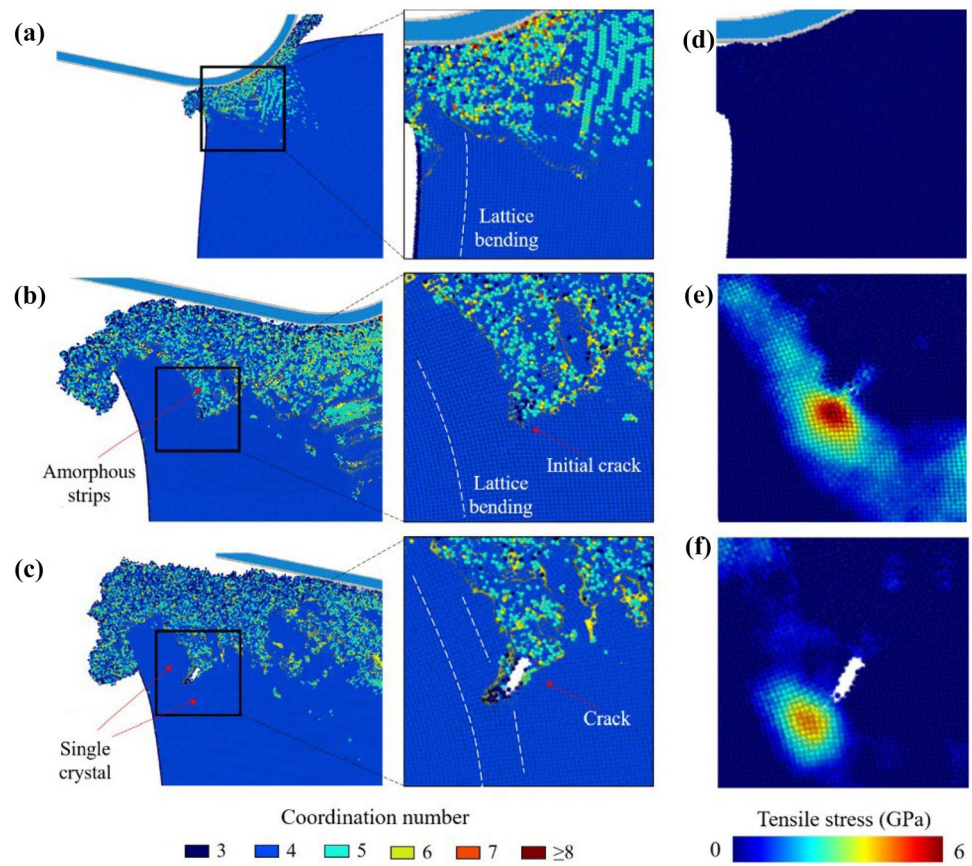 (a)
Lattice
bending
(d)
(b)
Amorphous
strips
Initial crack
Lattice
bending
(e)
(c)
Single
crystal
Crack
(f)
Coordination number
3 4 5 6 7 ≥8
Tensile stress (GPa)
0 6